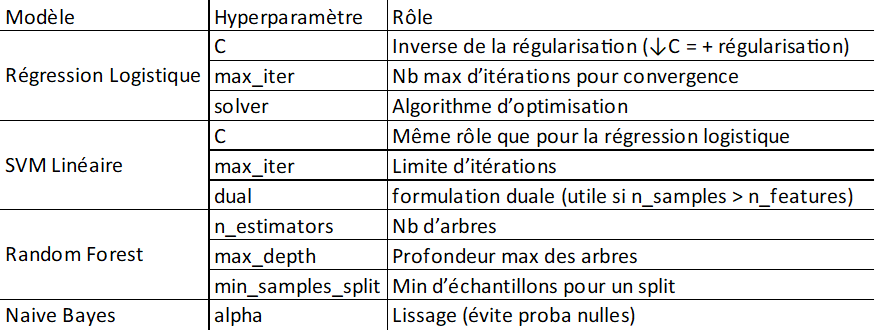 Modèle Hyperparamètre Rôle
Régression Logistique
C Inverse de la régularisation (↓C = + régularisation)
max_iter Nb max d'itérations pour convergence
solver Algorithme d'optimisation
SVM Linéaire
C Même rôle que pour la régression logistique
max_iter Limite d'itérations
dual formulation duale (utile si n_samples > n_features)
Random Forest
n_estimators Nb d'arbres
max_depth Profondeur max des arbres
min_samples_split Min d'échantillons pour un split
Naive Bayes alpha Lissage (évite proba nulles)